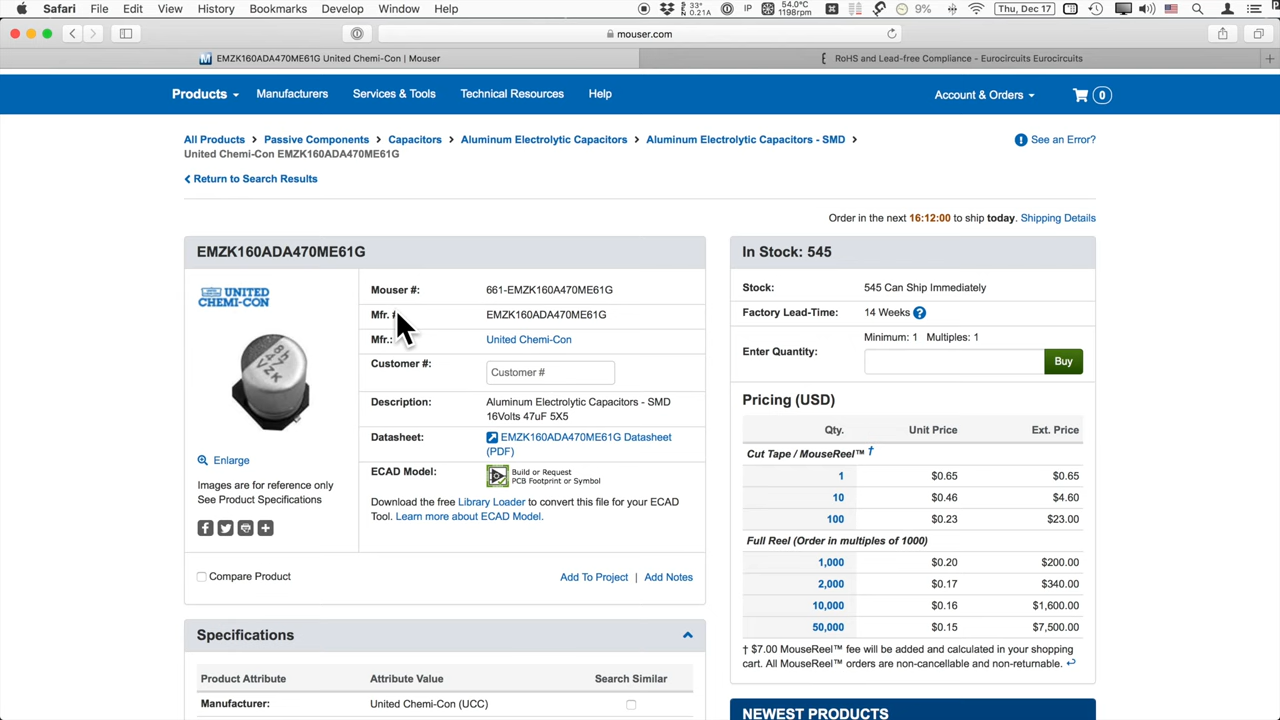 Safari File Edit View History Bookmarks Develop Window Help
33° 0.21A IP 54.0°C 1198rpm 9% Thu, Dec 17
mouser.com
EMZK160ADA470ME61G United Chemi-Con | Mouser
RoHS and Lead-free Compliance - Eurocircuits Eurocircuits
Products Manufacturers Services & Tools Technical Resources Help
Account & Orders 0
All Products > Passive Components > Capacitors > Aluminum Electrolytic Capacitors > Aluminum Electrolytic Capacitors - SMD >
United Chemi-Con EMZK160ADA470ME61G
See an Error?
Return to Search Results
Order in the next 16:12:00 to ship today. Shipping Details
EMZK160ADA470ME61G
UNITED
CHEMI-CON
VZK
Enlarge
Images are for reference only
See Product Specifications
Mouser #: 661-EMZK160A470ME61G
Mfr. # EMZK160ADA470ME61G
Mfr.: United Chemi-Con
Customer #: Customer #
Description: Aluminum Electrolytic Capacitors - SMD
16Volts 47uF 5X5
Datasheet: EMZK160ADA470ME61G Datasheet
(PDF)
ECAD Model: Build or Request
PCB Footprint or Symbol
Download the free Library Loader to convert this file for your ECAD
Tool. Learn more about ECAD Model.
Compare Product
Add To Project | Add Notes
Specifications
Product Attribute Attribute Value Search Similar
Manufacturer: United Chemi-Con (UCC)
In Stock: 545
Stock: 545 Can Ship Immediately
Factory Lead-Time: 14 Weeks ?
Minimum: 1 Multiples: 1
Enter Quantity: Buy
Pricing (USD)
Qty. Unit Price Ext. Price
Cut Tape / MouseReel™ †
1 $0.65 $0.65
10 $0.46 $4.60
100 $0.23 $23.00
Full Reel (Order in multiples of 1000)
1,000 $0.20 $200.00
2,000 $0.17 $340.00
10,000 $0.16 $1,600.00
50,000 $0.15 $7,500.00
† $7.00 MouseReel™ fee will be added and calculated in your shopping
cart. All MouseReel™ orders are non-cancellable and non-returnable.
NEWEST PRODUCTS